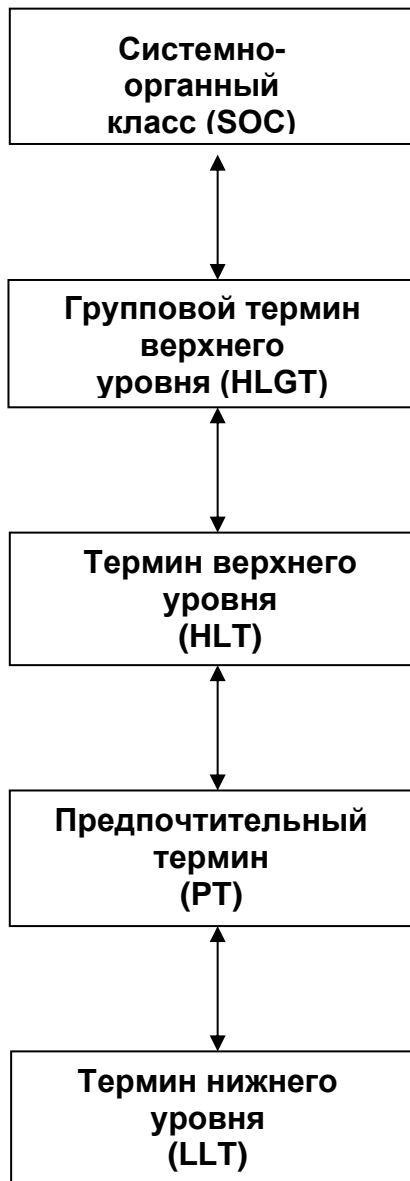 Системно-
органный
класс (SOC)
Групповой термин
верхнего
уровня (HLGT)
Термин верхнего
уровня
(HLT)
Предпочтительный
термин
(PT)
Термин нижнего
уровня
(LLT)